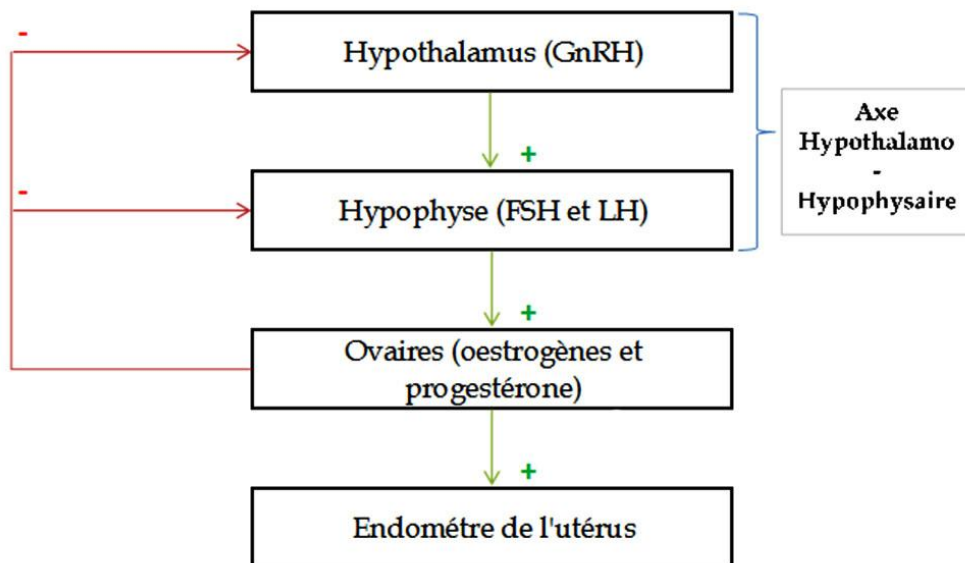 -
Hypothalamus (GnRH)
Axe
Hypothalamo
-
Hypophysaire
+
-
Hypophyse (FSH et LH)
+
Ovaires (oestrogènes et
progestérone)
+
Endométre de l'utérus